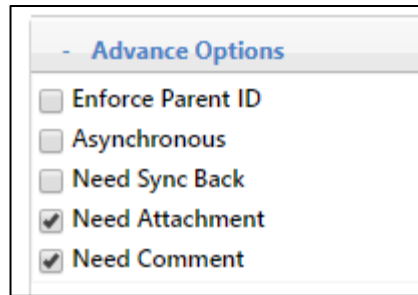 - Advance Options
Enforce Parent ID
Asynchronous
Need Sync Back
Need Attachment
Need Comment